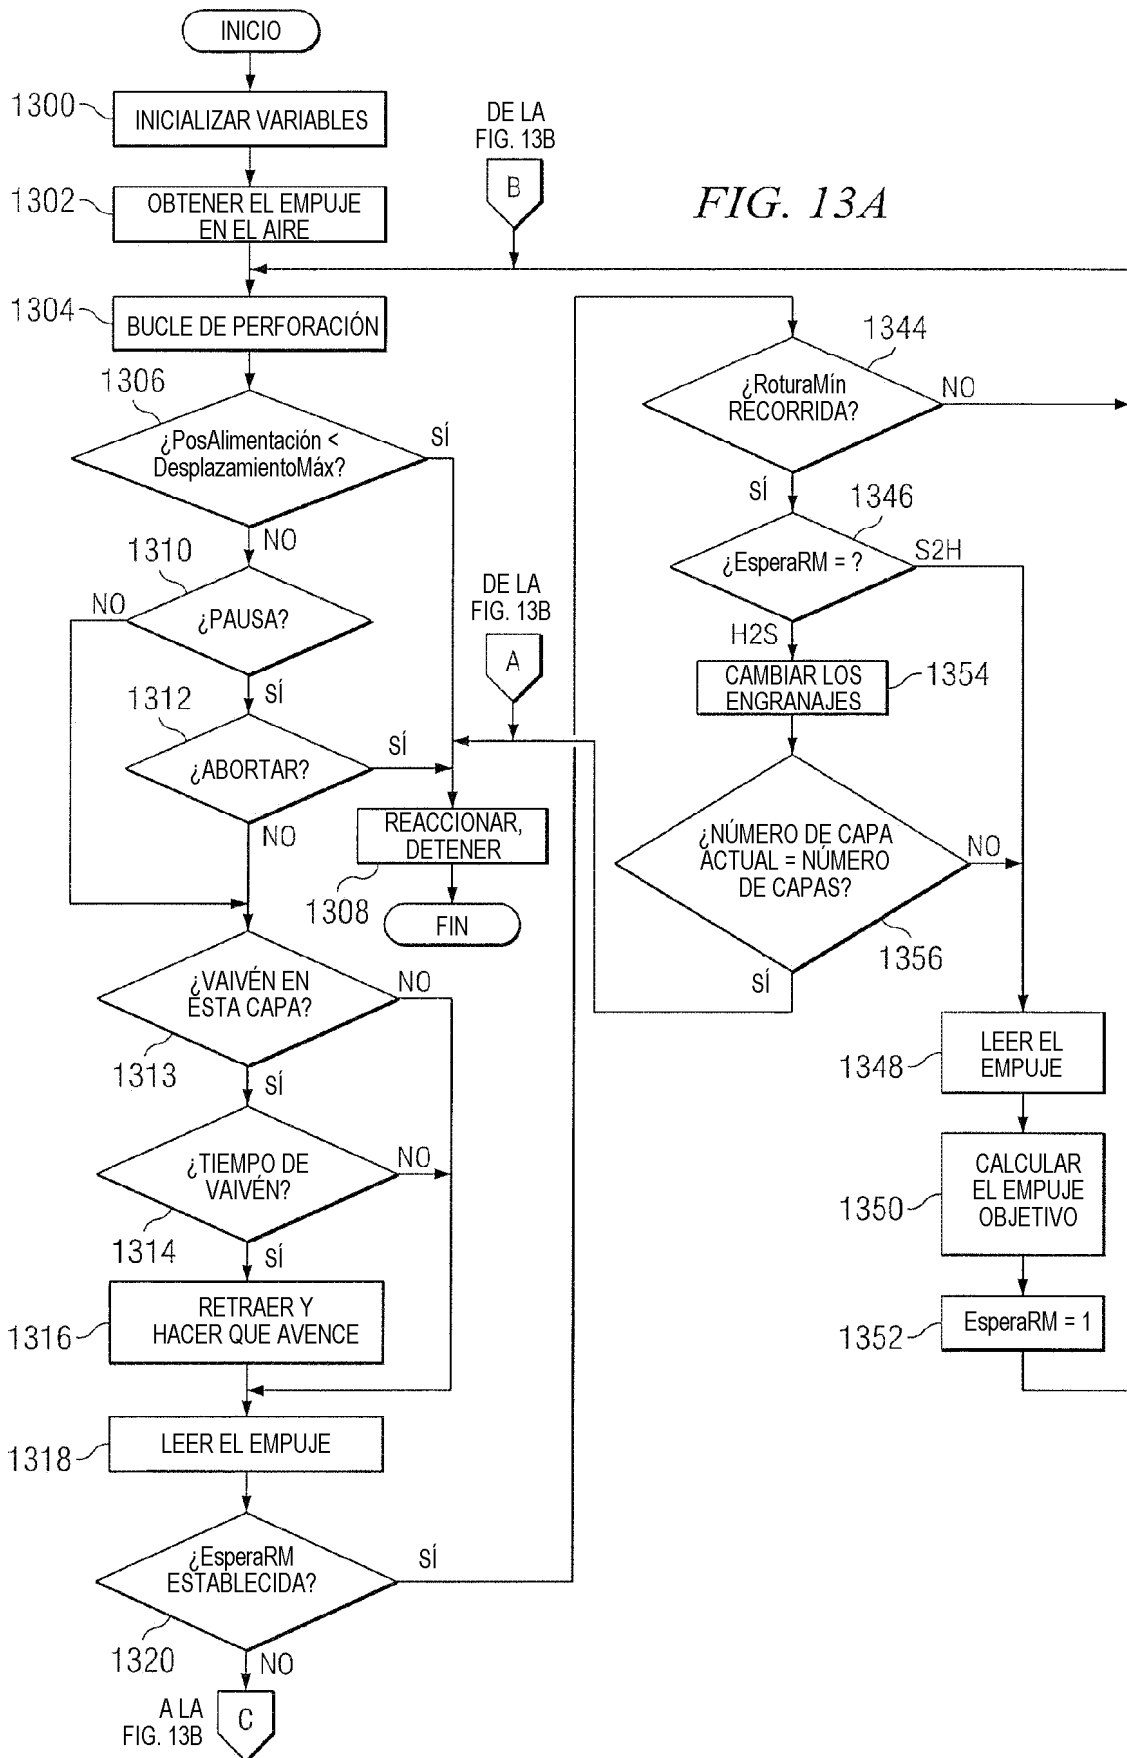 INICIO
1300
INICIALIZAR VARIABLES
1302
OBTENER EL EMPUJE
EN EL AIRE
DE LA
FIG. 13B
B
FIG. 13A
1304
BUCLE DE PERFORACIÓN
1306
¿PosAlimentación <
DesplazamientoMáx?
SÍ
NO
1310
NO
¿PAUSA?
SÍ
1312
¿ABORTAR?
SÍ
NO
REACCIONAR,
DETENER
1308
FIN
¿VAIVÉN EN
ESTA CAPA?
NO
1313
SÍ
¿TIEMPO DE
VAIVÉN?
NO
1314
SÍ
RETRAER Y
HACER QUE AVENCE
1316
LEER EL EMPUJE
1318
¿EsperaRM
ESTABLECIDA?
SÍ
1320
NO
A LA
FIG. 13B
C
DE LA
FIG. 13B
A
1344
¿RoturaMín
RECORRIDA?
NO
SÍ
1346
¿EsperaRM = ?
S2H
H2S
CAMBIAR LOS
ENGRANAJES
1354
¿NÚMERO DE CAPA
ACTUAL = NÚMERO
DE CAPAS?
NO
1356
SÍ
LEER EL
EMPUJE
1348
CALCULAR
EL EMPUJE
OBJETIVO
1350
EsperaRM = 1
1352